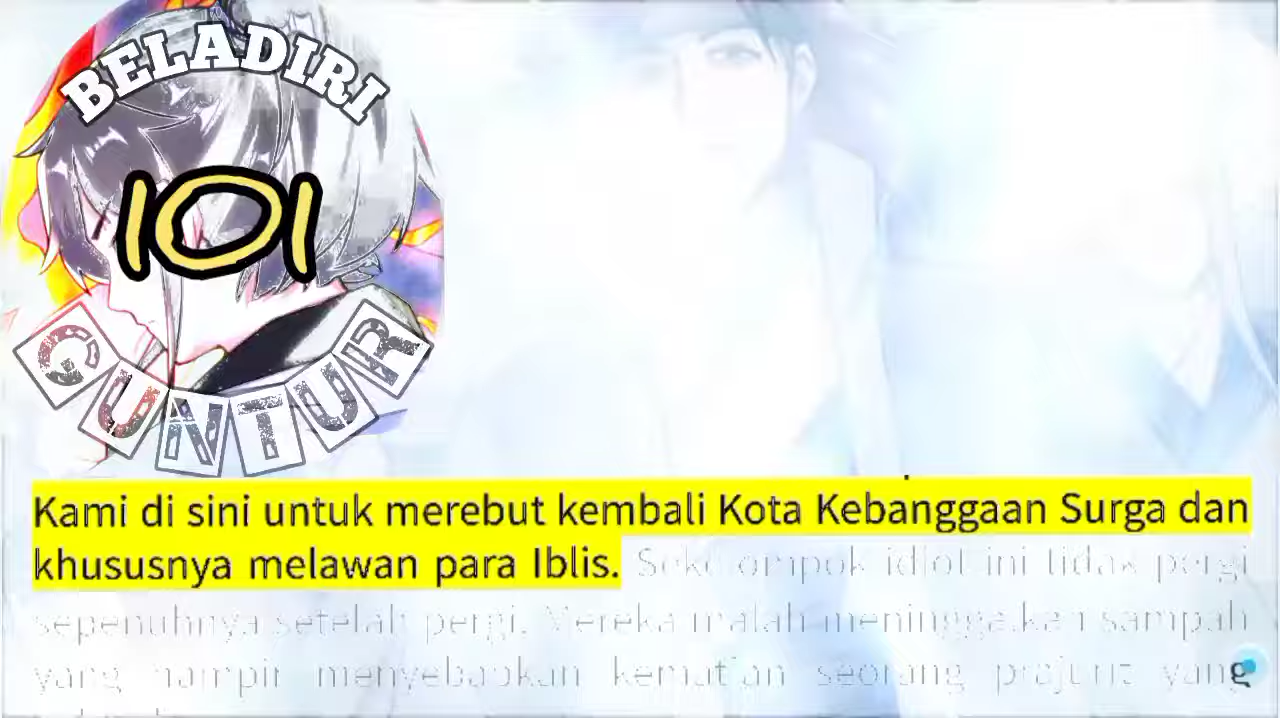 BELADIRI
101
GUNTUR
Kami di sini untuk merebut kembali Kota Kebanggaan Surga dan
khususnya melawan para Iblis. Sekelompok idiot ini tidak pergi
sepenuhnya setelah pergi. Mereka malah meninggalkan sampah
yang hampir menyebabkan kematian seorang prajurit yang